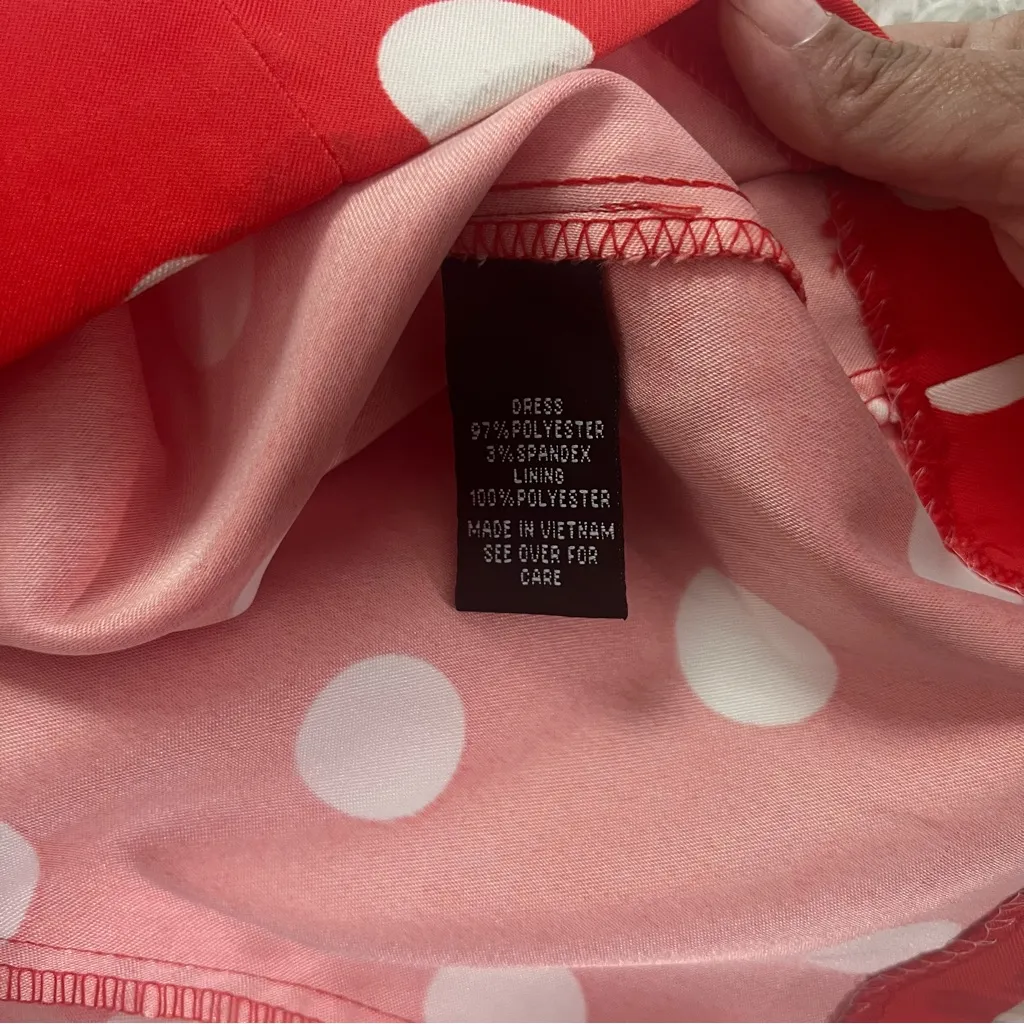 DRESS
97%POLYESTER
3%SPANDEX
LINING
100%POLYESTER
MADE IN VIETNAM
SEE OVER FOR
CARE